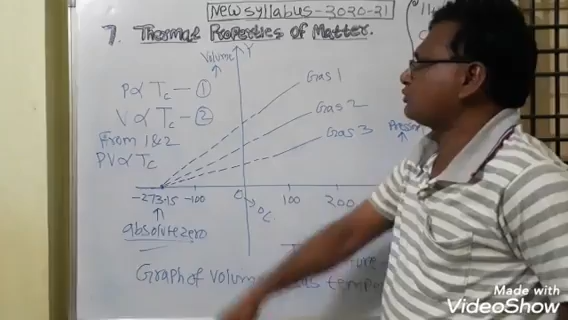 New syllabus-2020-21
7. Thermal Properties of Matter.
Volume
Y
P∝ Tc — ①
V ∝ Tc — ②
From 1 & 2
PV ∝ Tc
Gas 1
Gas 2
Gas 3
-273.15 -100 0 100 200
°C
absolute zero
Graph of volume
Made with
VideoShow